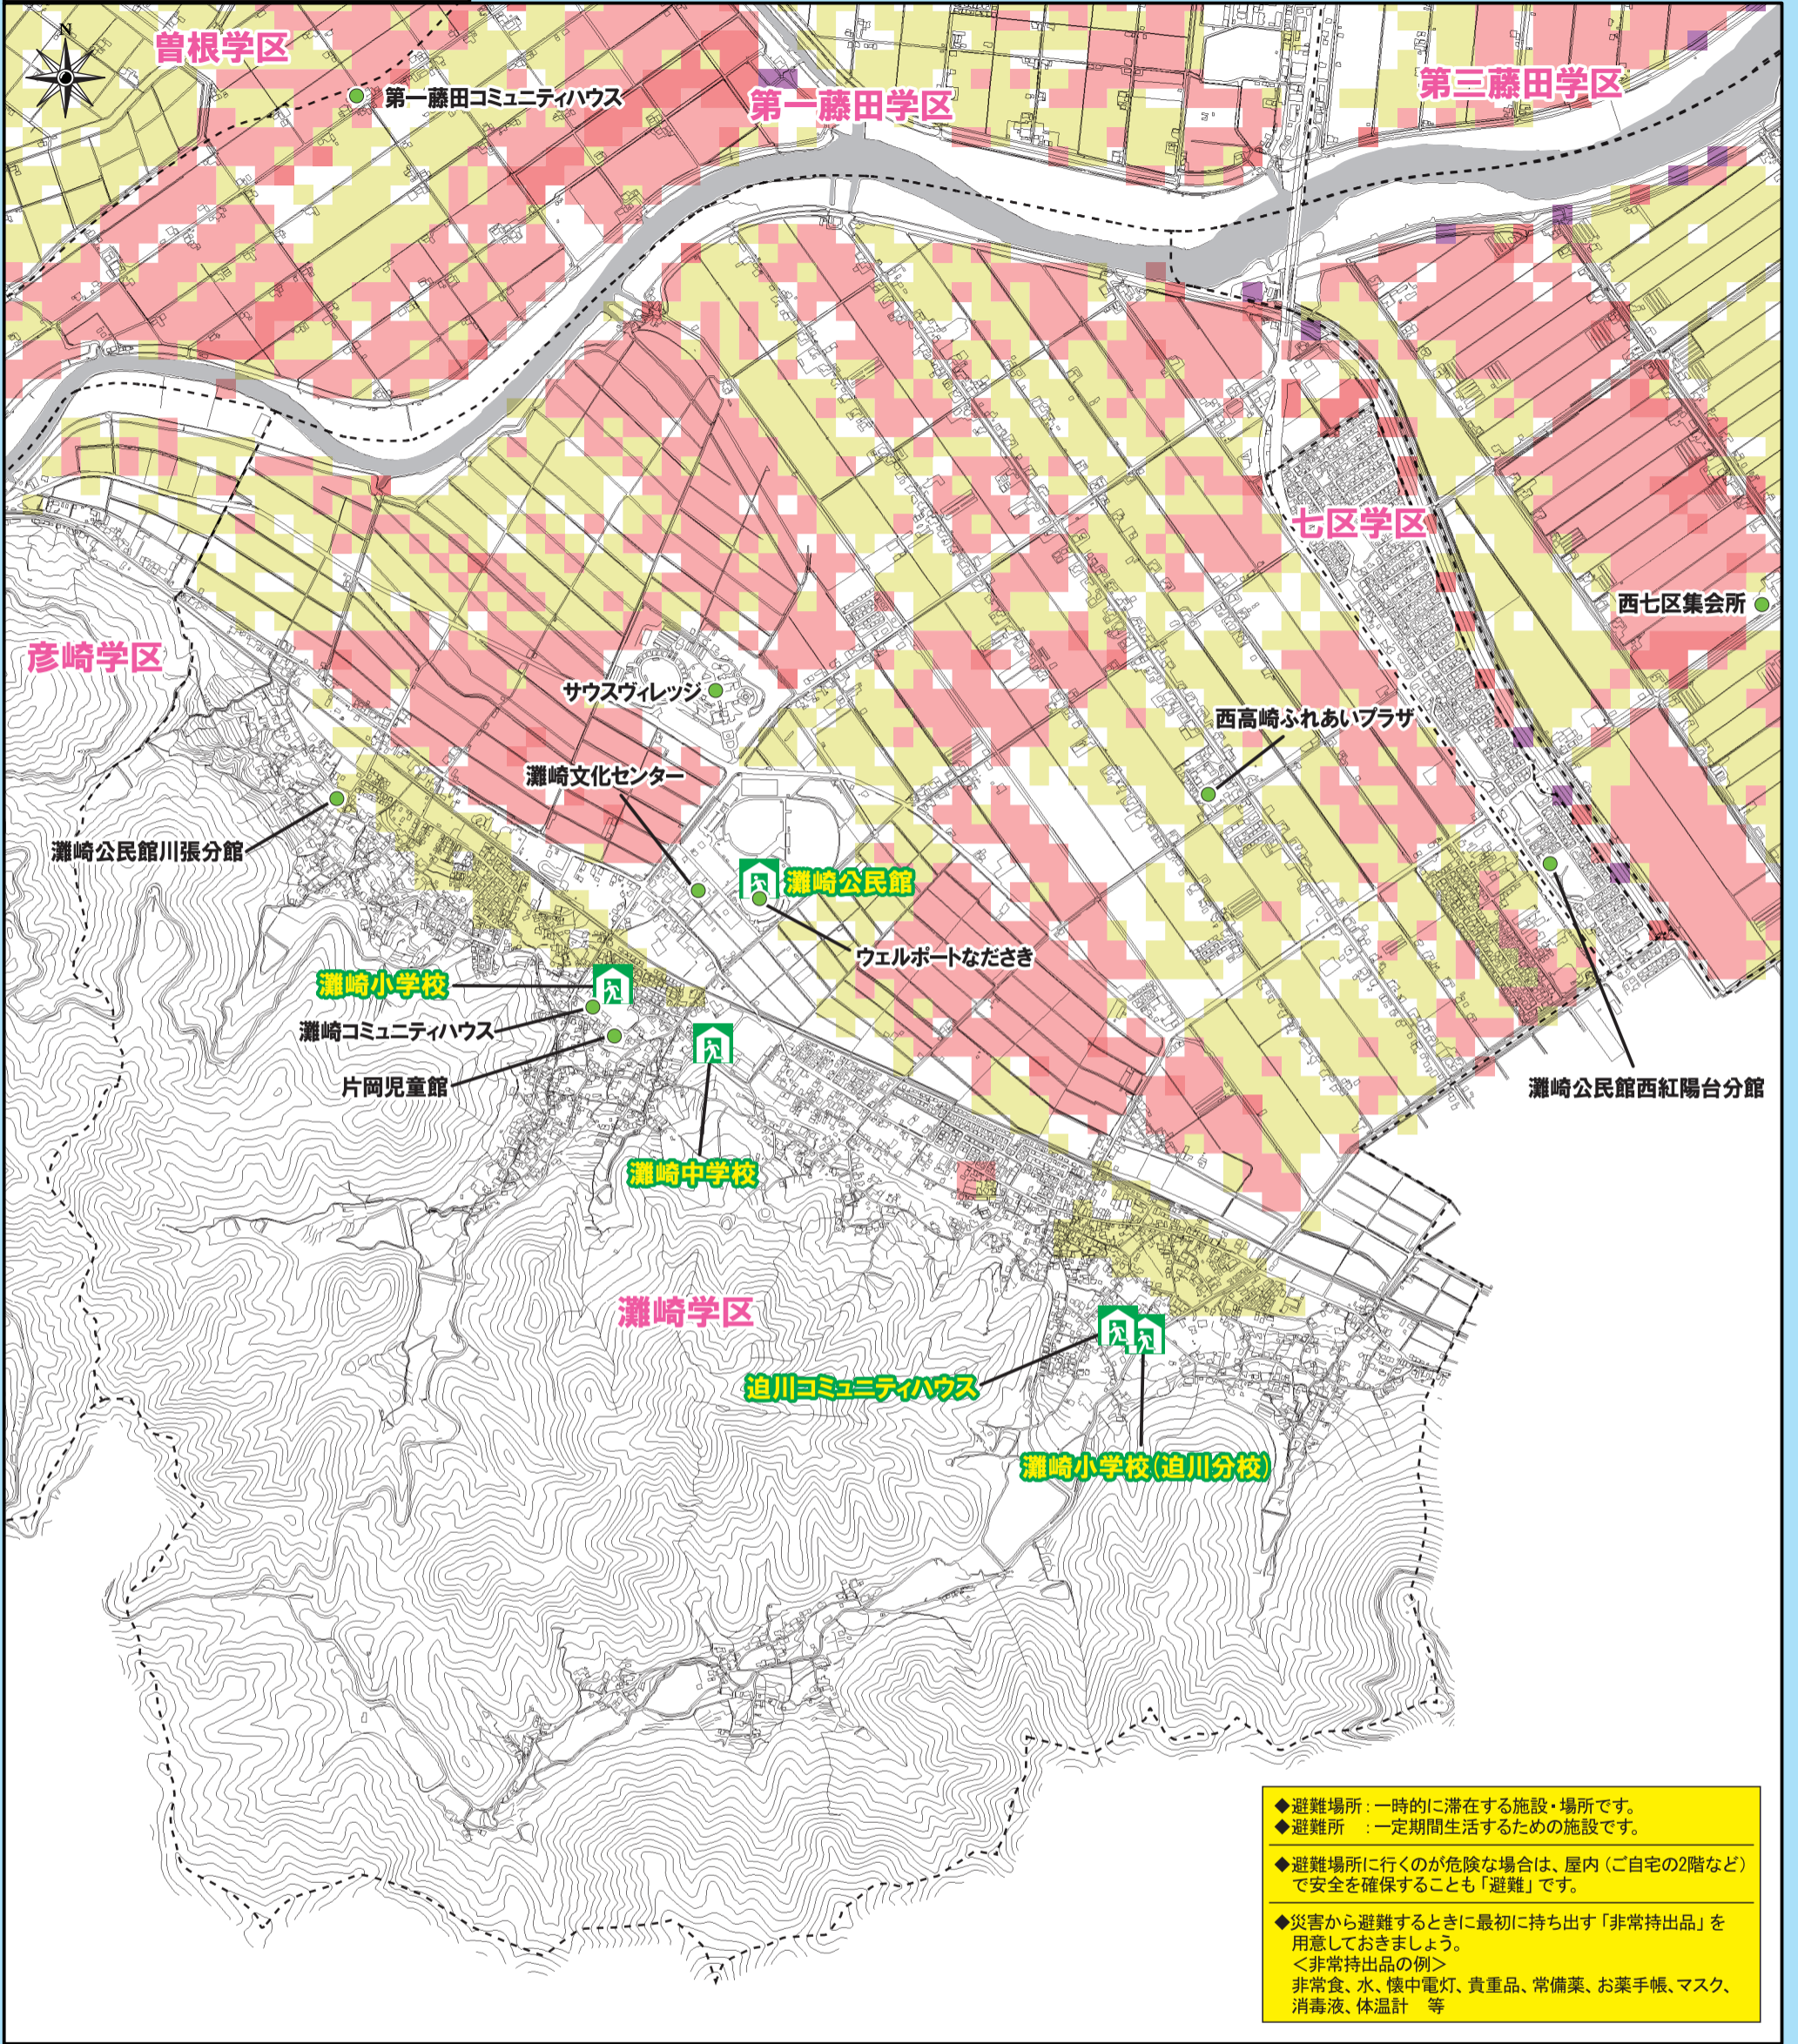 N
曽根学区
第一藤田コミュニティハウス
第一藤田学区
第三藤田学区
七区学区
西七区集会所
彦崎学区
サウスヴィレッジ
西高崎ふれあいプラザ
灘崎文化センター
灘崎公民館川張分館
灘崎公民館
ウェルポートなださき
灘崎小学校
灘崎コミュニティハウス
片岡児童館
灘崎公民館西紅陽台分館
灘崎中学校
灘崎学区
迫川コミュニティハウス
灘崎小学校(迫川分校)
◆避難場所：一時的に滞在する施設・場所です。
◆避難所　：一定期間生活するための施設です。
◆避難場所に行くのが危険な場合は、屋内（ご自宅の2階など）
で安全を確保することも「避難」です。
◆災害から避難するときに最初に持ち出す「非常持出品」を
用意しておきましょう。
＜非常持出品の例＞
非常食、水、懐中電灯、貴重品、常備薬、お薬手帳、マスク、
消毒液、体温計　等